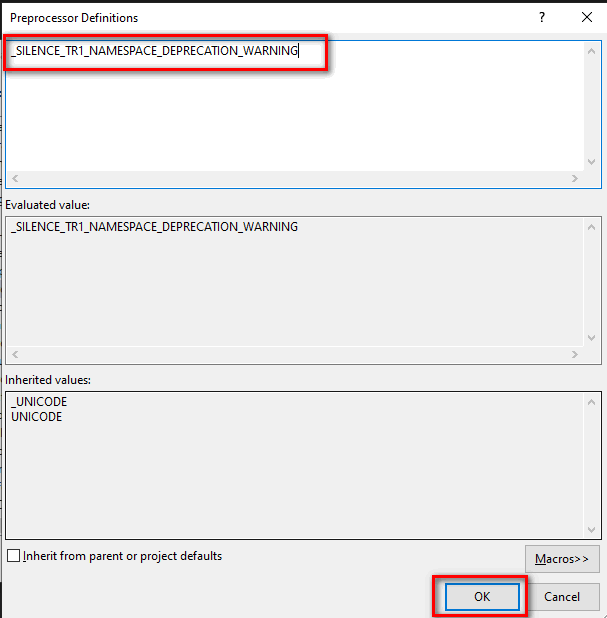 Preprocessor Definitions
?
_SILENCE_TR1_NAMESPACE_DEPRECATION_WARNING
Evaluated value:
_SILENCE_TR1_NAMESPACE_DEPRECATION_WARNING
Inherited values:
_UNICODE
UNICODE
Inherit from parent or project defaults
Macros>>
OK
Cancel